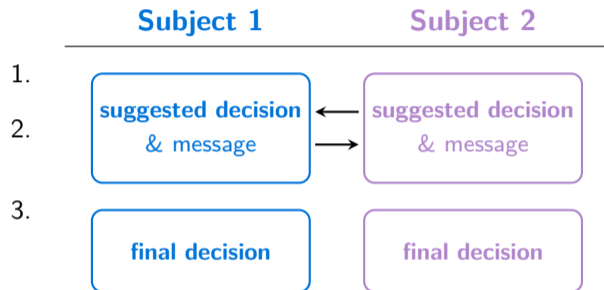 Subject 1 Subject 2
1.
suggested decision suggested decision
2.
& message & message
3.
final decision final decision